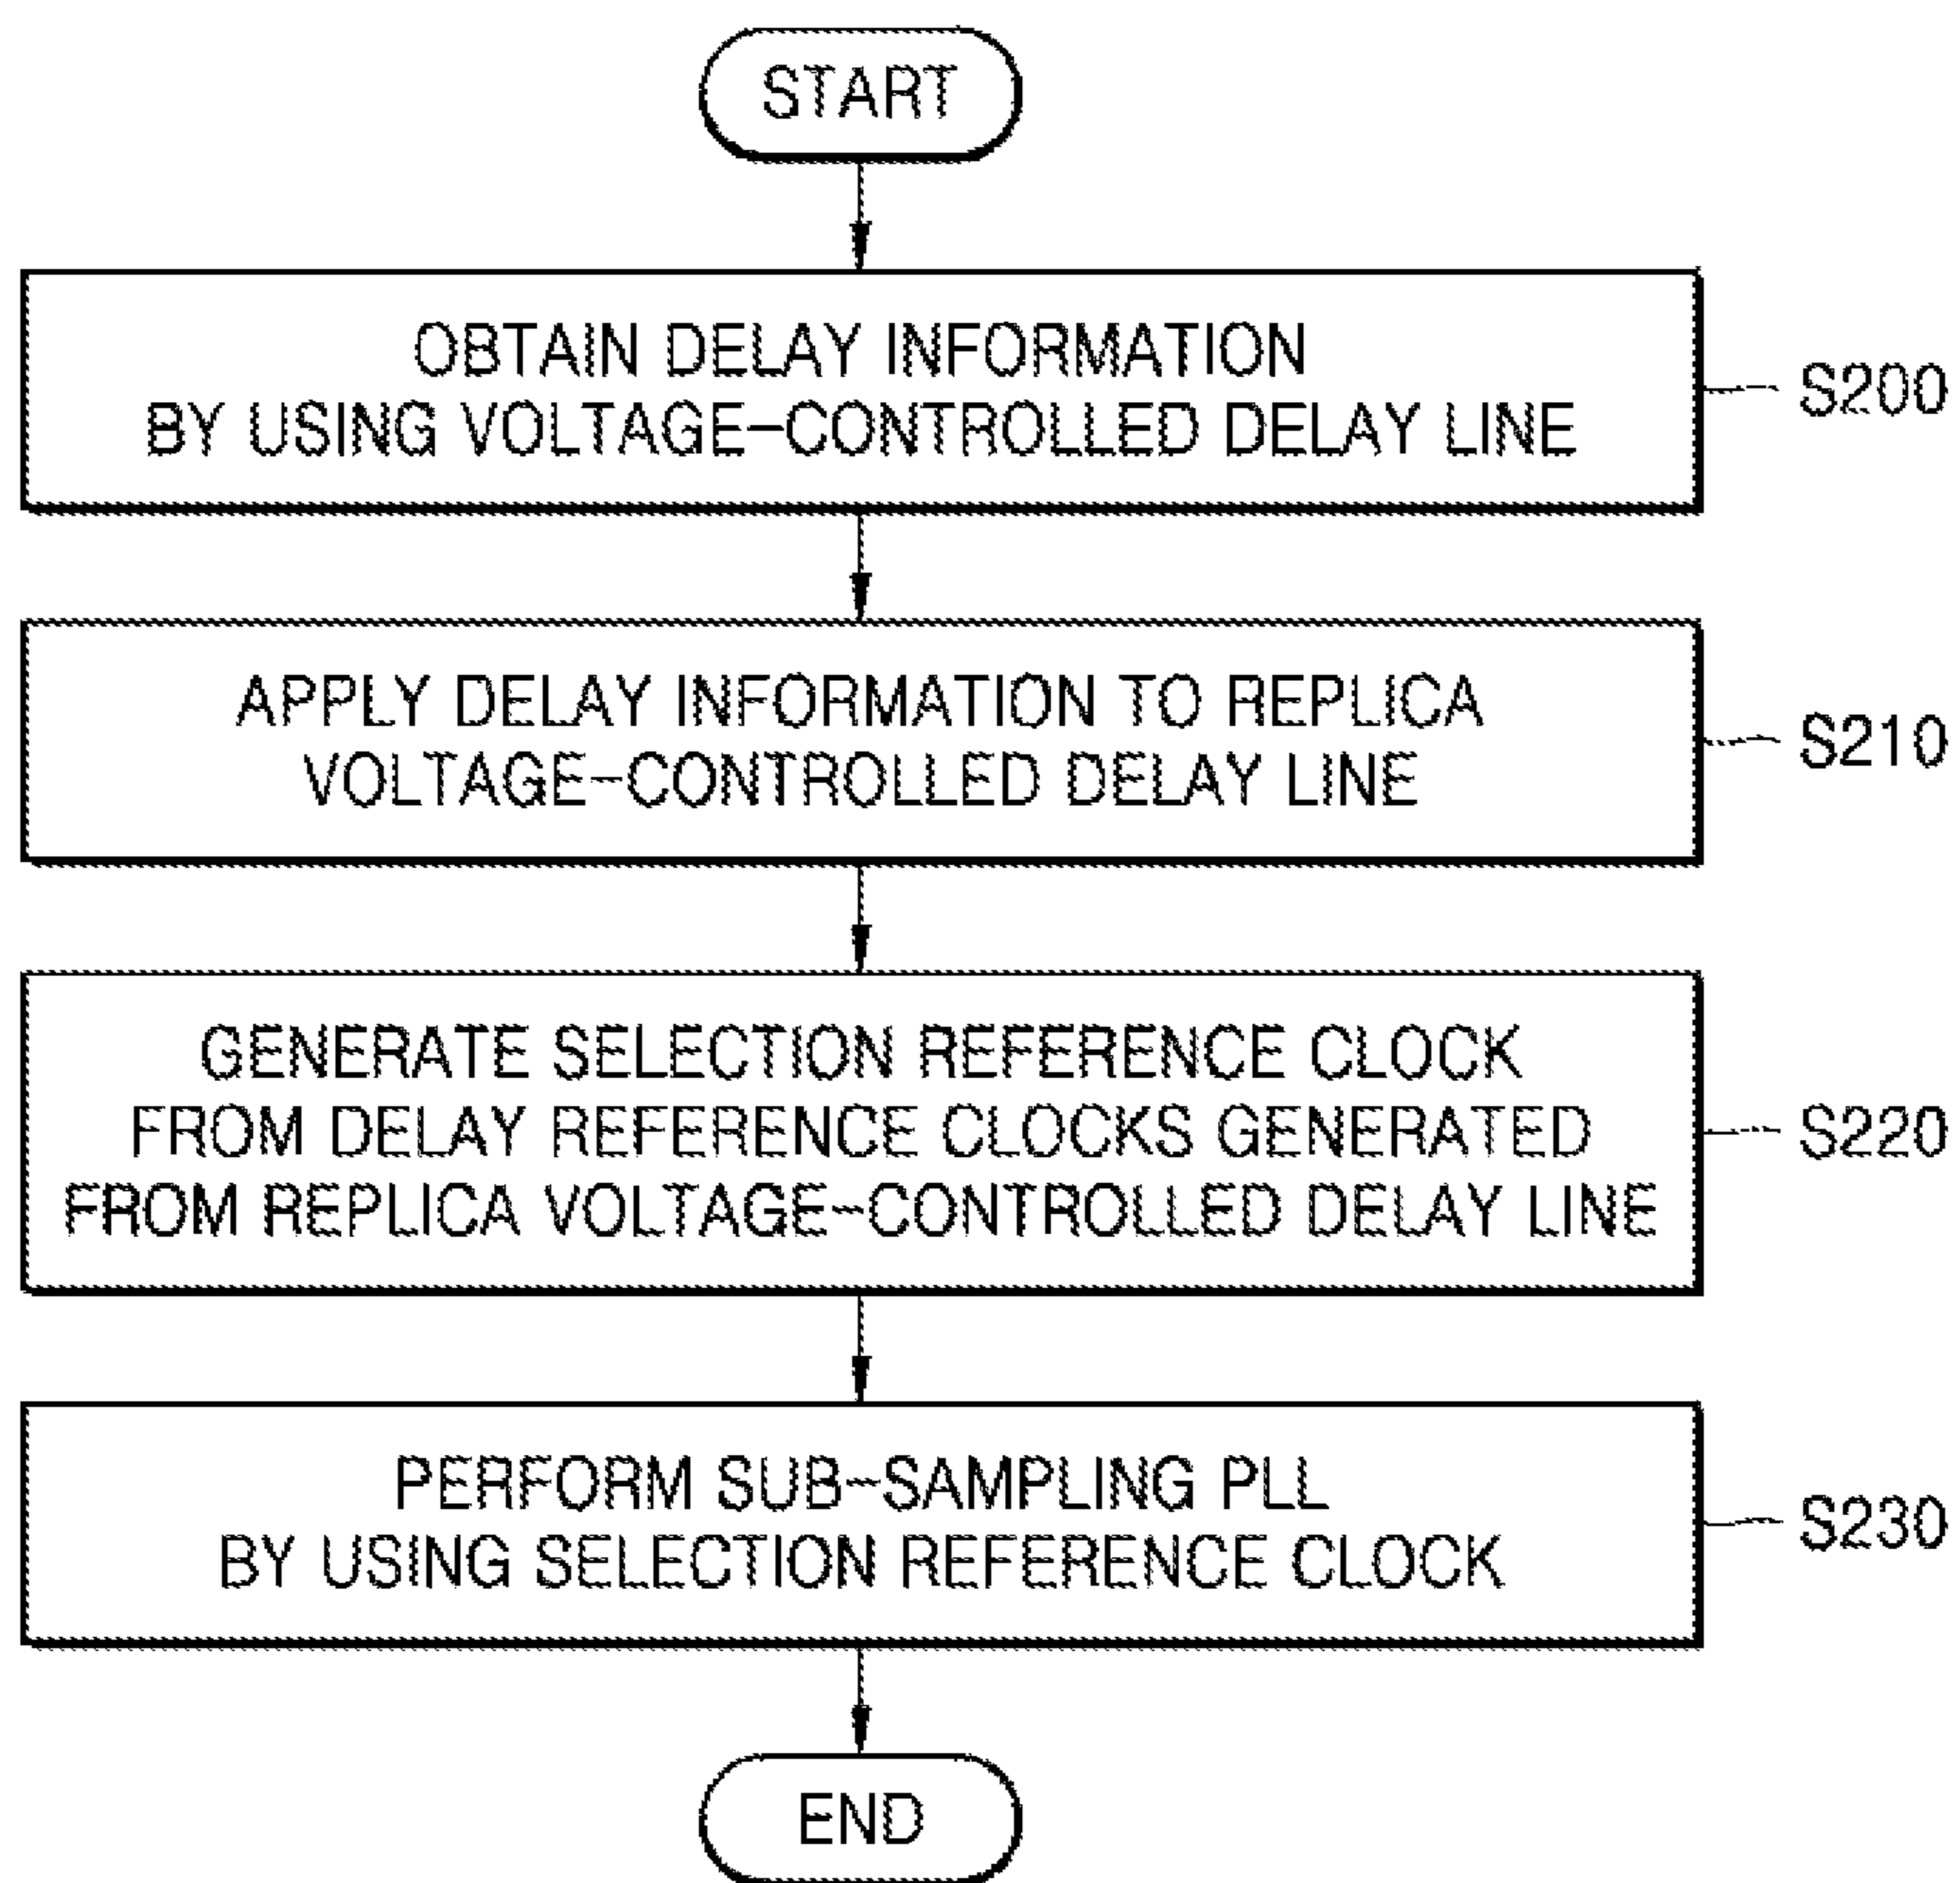 START
OBTAIN DELAY INFORMATION
BY USING VOLTAGE-CONTROLLED DELAY LINE
S200
APPLY DELAY INFORMATION TO REPLICA
VOLTAGE-CONTROLLED DELAY LINE
S210
GENERATE SELECTION REFERENCE CLOCK
FROM DELAY REFERENCE CLOCKS GENERATED
FROM REPLICA VOLTAGE-CONTROLLED DELAY LINE
S220
PERFORM SUB-SAMPLING PLL
BY USING SELECTION REFERENCE CLOCK
S230
END